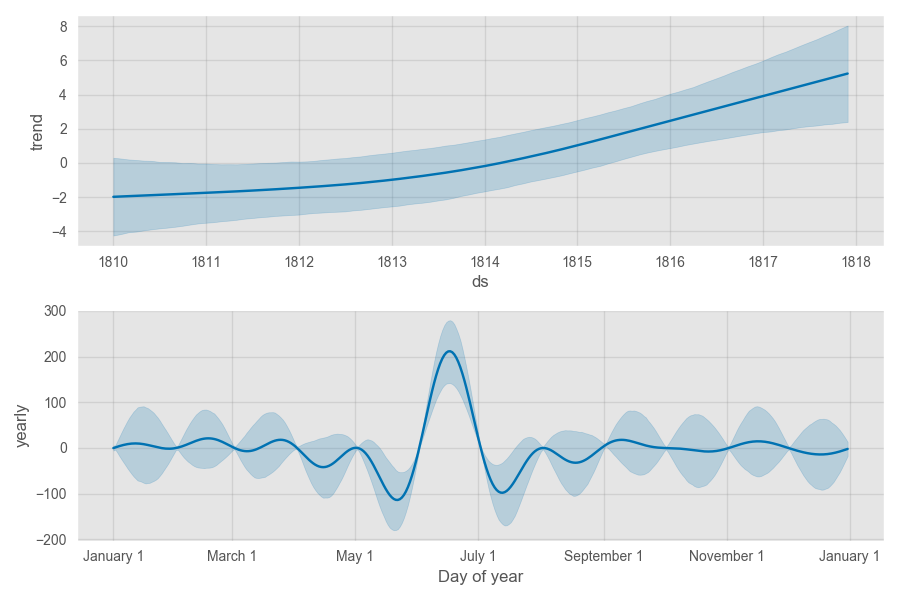 8
6
4
2
0
−2
−4
trend
1810 1811 1812 1813 1814 1815 1816 1817 1818
ds
300
200
100
0
−100
−200
yearly
January 1 March 1 May 1 July 1 September 1 November 1 January 1
Day of year